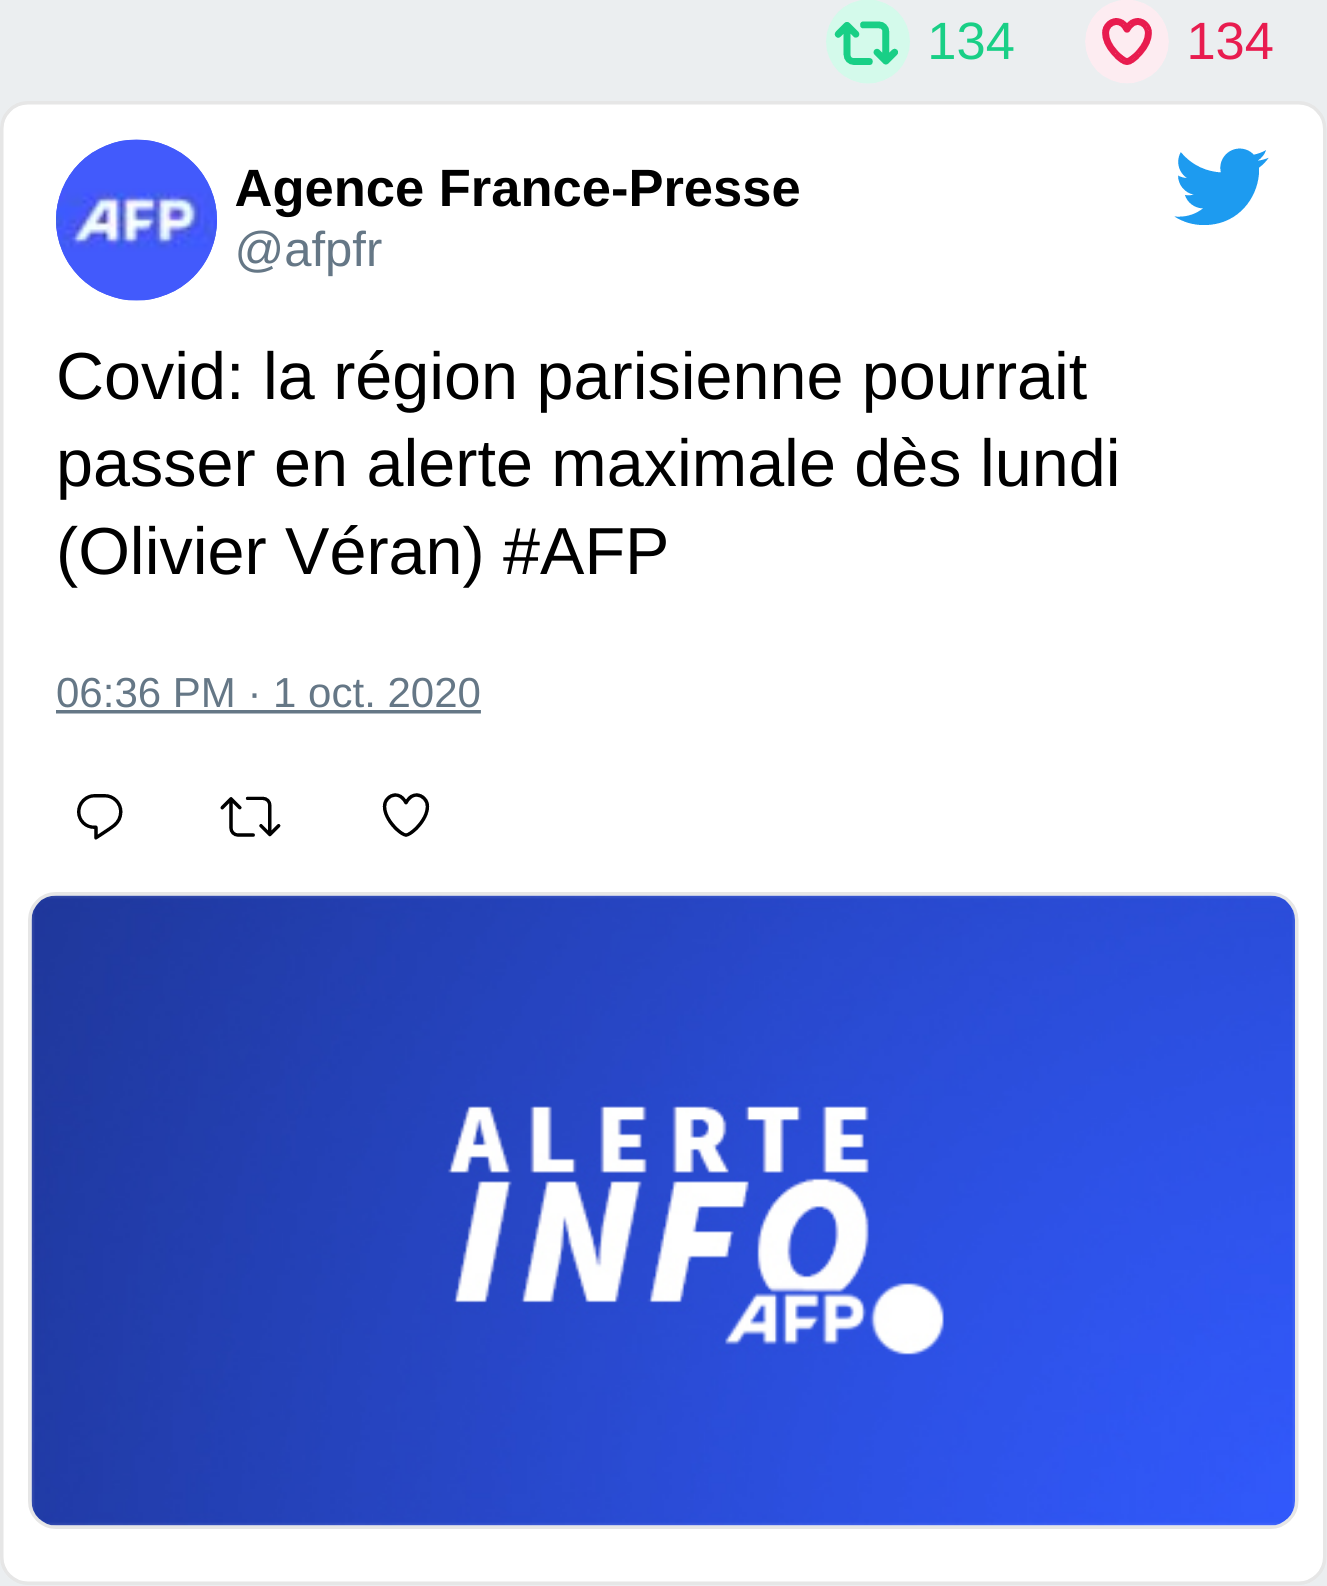 134 134
AFP
Agence France-Presse
@afpfr
Covid: la région parisienne pourrait
passer en alerte maximale dès lundi
(Olivier Véran) #AFP
06:36 PM · 1 oct. 2020
ALERTE
INFO
AFP